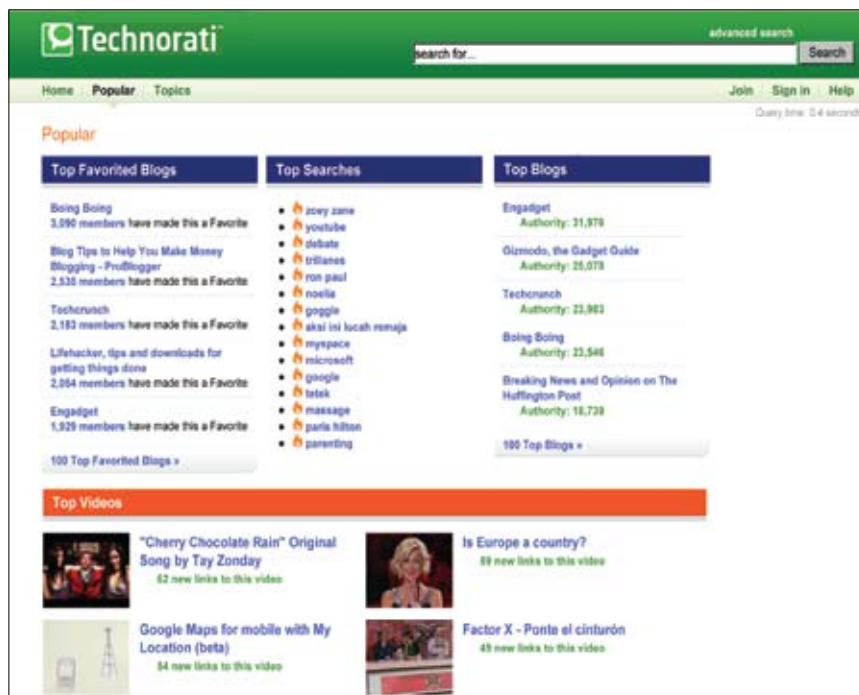 Technorati
advanced search
search for...
Search
Home Popular Topics
Join Sign in Help
Query time: 0.4 seconds
Popular
Top Favorited Blogs
Boing Boing
3,090 members have made this a Favorite
Blog Tips to Help You Make Money
Blogging - ProBlogger
2,535 members have made this a Favorite
Techcrunch
2,183 members have made this a Favorite
Lifehacker, tips and downloads for
getting things done
2,064 members have made this a Favorite
Engadget
1,929 members have made this a Favorite
100 Top Favorited Blogs »
Top Searches
zoey zane
youtube
debate
trillanes
ron paul
noelia
goggle
aksi ini lucah remaja
myspace
microsoft
google
tetek
massage
paris hilton
parenting
Top Blogs
Engadget
Authority: 31,976
Gizmodo, the Gadget Guide
Authority: 25,078
Techcrunch
Authority: 23,983
Boing Boing
Authority: 23,546
Breaking News and Opinion on The
Huffington Post
Authority: 18,739
100 Top Blogs »
Top Videos
"Cherry Chocolate Rain" Original
Song by Tay Zonday
62 new links to this video
Is Europe a country?
59 new links to this video
Google Maps for mobile with My
Location (beta)
54 new links to this video
Factor X - Ponte el cinturón
49 new links to this video